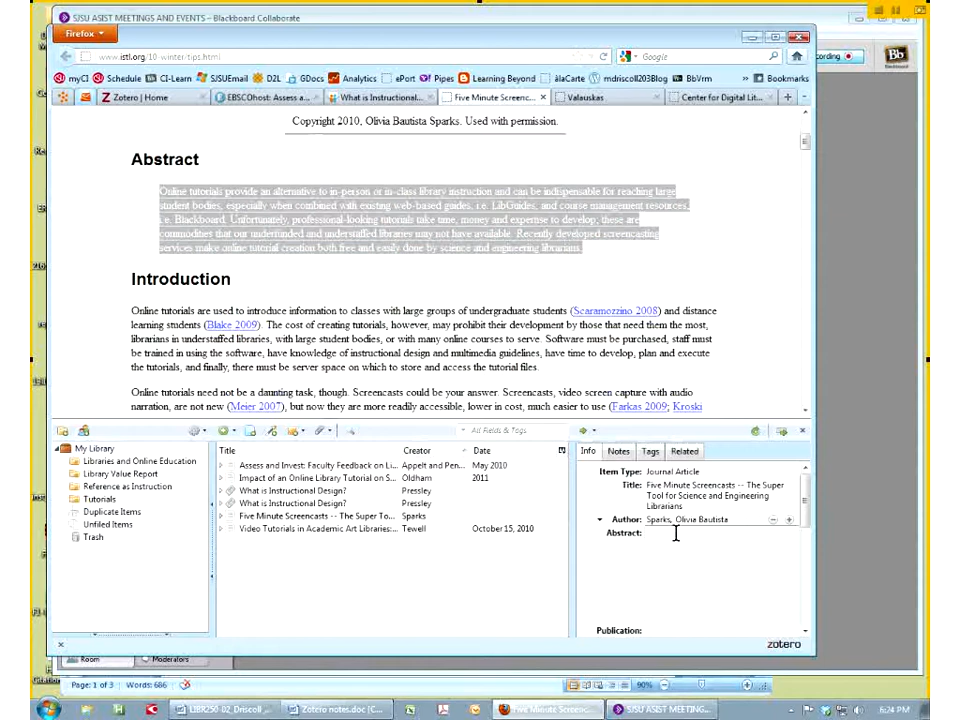 SJSU ASIST MEETINGS AND EVENTS – Blackboard Collaborate
Firefox
www.istl.org/10-winter/tips.html
Google
myCI Schedule CI-Learn SJSUEmail D2L GDocs Analytics ePort Pipes Learning Beyond àlaCarte mdriscoll203Blog BbVrm » Bookmarks
Zotero | Home
EBSCOhost: Assess a...
What is Instructional...
Five Minute Screenc...
Valauskas
Center for Digital Lit...
Bb
Copyright 2010, Olivia Bautista Sparks. Used with permission.
Abstract
Online tutorials provide an alternative to in-person or in-class library instruction and can be indispensable for reaching large
student bodies, especially when combined with existing web-based guides, i.e. LibGuides, and course management resources,
i.e. Blackboard. Unfortunately, professional-looking tutorials take time, money and expertise to develop; these are
commodities that our underfunded and understaffed libraries may not have available. Recently developed screencasting
services make online tutorial creation both free and easily done by science and engineering librarians.
Introduction
Online tutorials are used to introduce information to classes with large groups of undergraduate students (Scaramozzino 2008) and distance
learning students (Blake 2009). The cost of creating tutorials, however, may prohibit their development by those that need them the most,
librarians in understaffed libraries, with large student bodies, or with many online courses to serve. Software must be purchased, staff must
be trained in using the software, have knowledge of instructional design and multimedia guidelines, have time to develop, plan and execute
the tutorials, and finally, there must be server space on which to store and access the tutorial files.
Online tutorials need not be a daunting task, though. Screencasts could be your answer. Screencasts, video screen capture with audio
narration, are not new (Meier 2007), but now they are more readily accessible, lower in cost, much easier to use (Farkas 2009; Kroski
All Fields & Tags
My Library
Libraries and Online Education
Library Value Report
Reference as Instruction
Tutorials
Duplicate Items
Unfiled Items
Trash
Title Creator Date
Assess and Invest: Faculty Feedback on Li... Appelt and Pen... May 2010
Impact of an Online Library Tutorial on S... Oldham 2011
What is Instructional Design? Pressley
What is Instructional Design? Pressley
Five Minute Screencasts -- The Super To... Sparks
Video Tutorials in Academic Art Libraries:... Tewell October 15, 2010
Info Notes Tags Related
Item Type: Journal Article
Title: Five Minute Screencasts -- The Super
Tool for Science and Engineering
Librarians
Author: Sparks, Olivia Bautista
Abstract:
Publication:
zotero
Room
Moderators
Page: 1 of 3 Words: 686
90%
LIBR250-02_Driscoll...
Zotero notes.doc [C...
Five Minute Screenc...
SJSU ASIST MEETING...
6:24 PM